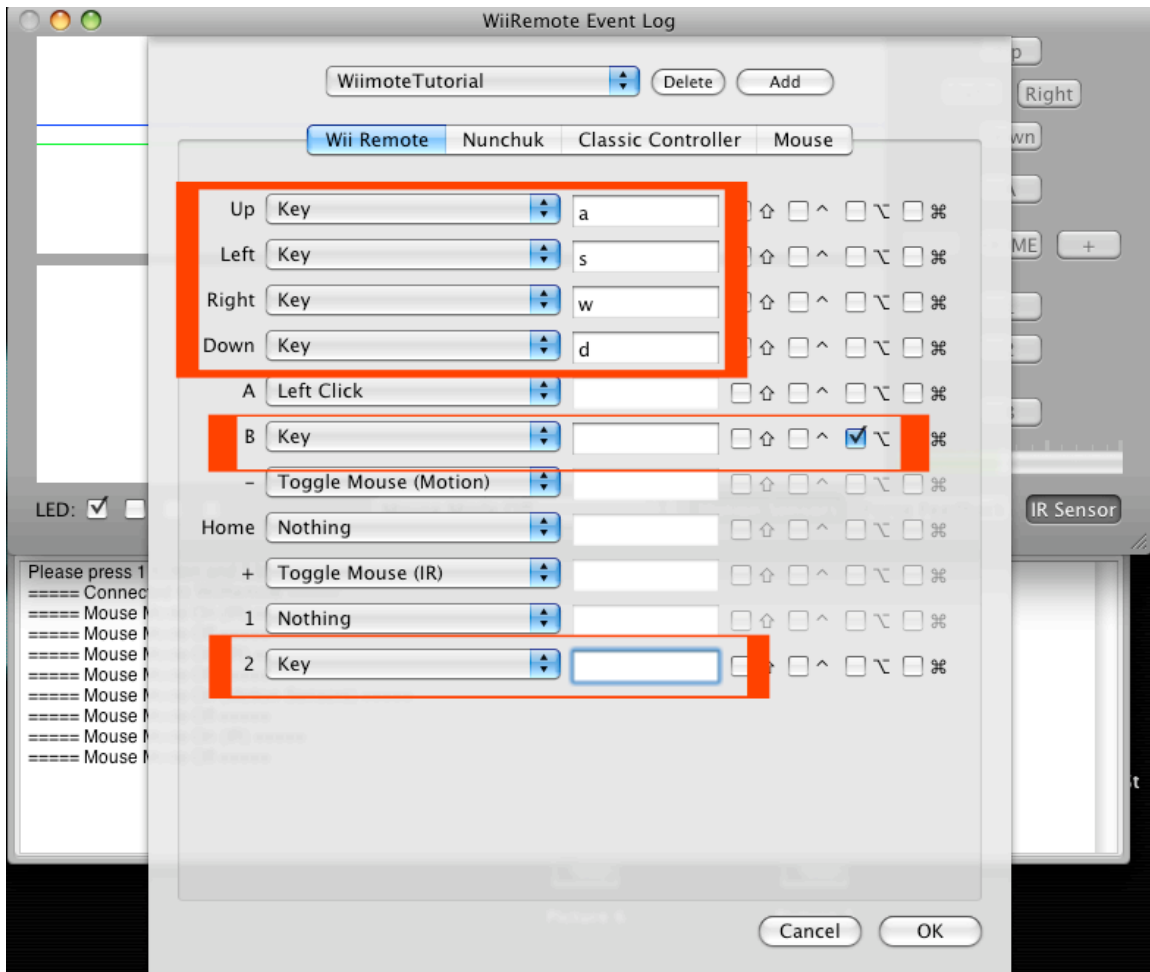 WiiRemote Event Log
WiimoteTutorial Delete Add
Right
Wii Remote Nunchuk Classic Controller Mouse
Up Key a ⇧ ^ ⌥ ⌘
Left Key s ⇧ ^ ⌥ ⌘
ME +
Right Key w ⇧ ^ ⌥ ⌘
Down Key d ⇧ ^ ⌥ ⌘
A Left Click ⇧ ^ ⌥ ⌘
B Key ⇧ ^ ⌥ ⌘
- Toggle Mouse (Motion) ⇧ ^ ⌥ ⌘
LED: IR Sensor
Home Nothing ⇧ ^ ⌥ ⌘
+ Toggle Mouse (IR) ⇧ ^ ⌥ ⌘
1 Nothing ⇧ ^ ⌥ ⌘
2 Key ^ ⌥ ⌘
Please press 1
===== Connec
===== Mouse M
===== Mouse M
===== Mouse M
===== Mouse M
===== Mouse M
===== Mouse M
===== Mouse M
===== Mouse M
Cancel OK